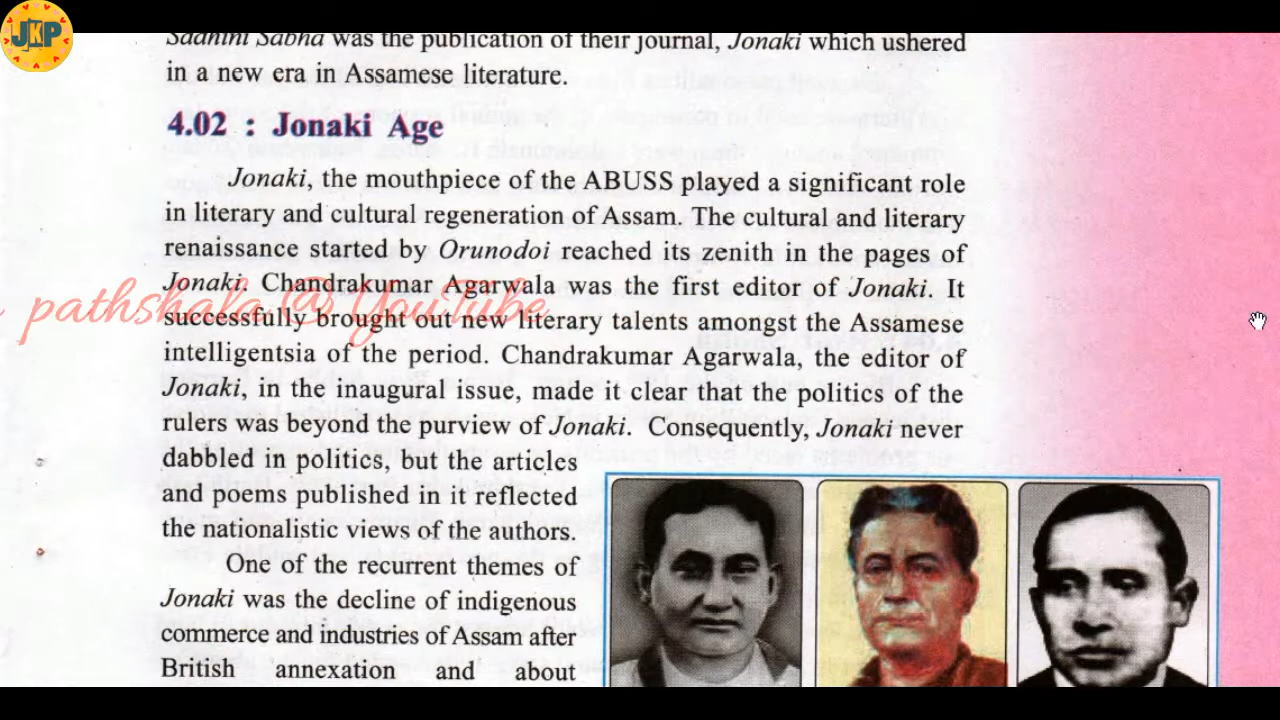 JKP
Sadhini Sabha was the publication of their journal, Jonaki which ushered
in a new era in Assamese literature.
4.02 : Jonaki Age
Jonaki, the mouthpiece of the ABUSS played a significant role
in literary and cultural regeneration of Assam. The cultural and literary
renaissance started by Orunodoi reached its zenith in the pages of
Jonaki. Chandrakumar Agarwala was the first editor of Jonaki. It
pathshala @ YouTube
successfully brought out new literary talents amongst the Assamese
intelligentsia of the period. Chandrakumar Agarwala, the editor of
Jonaki, in the inaugural issue, made it clear that the politics of the
rulers was beyond the purview of Jonaki. Consequently, Jonaki never
dabbled in politics, but the articles
and poems published in it reflected
the nationalistic views of the authors.
One of the recurrent themes of
Jonaki was the decline of indigenous
commerce and industries of Assam after
British annexation and about